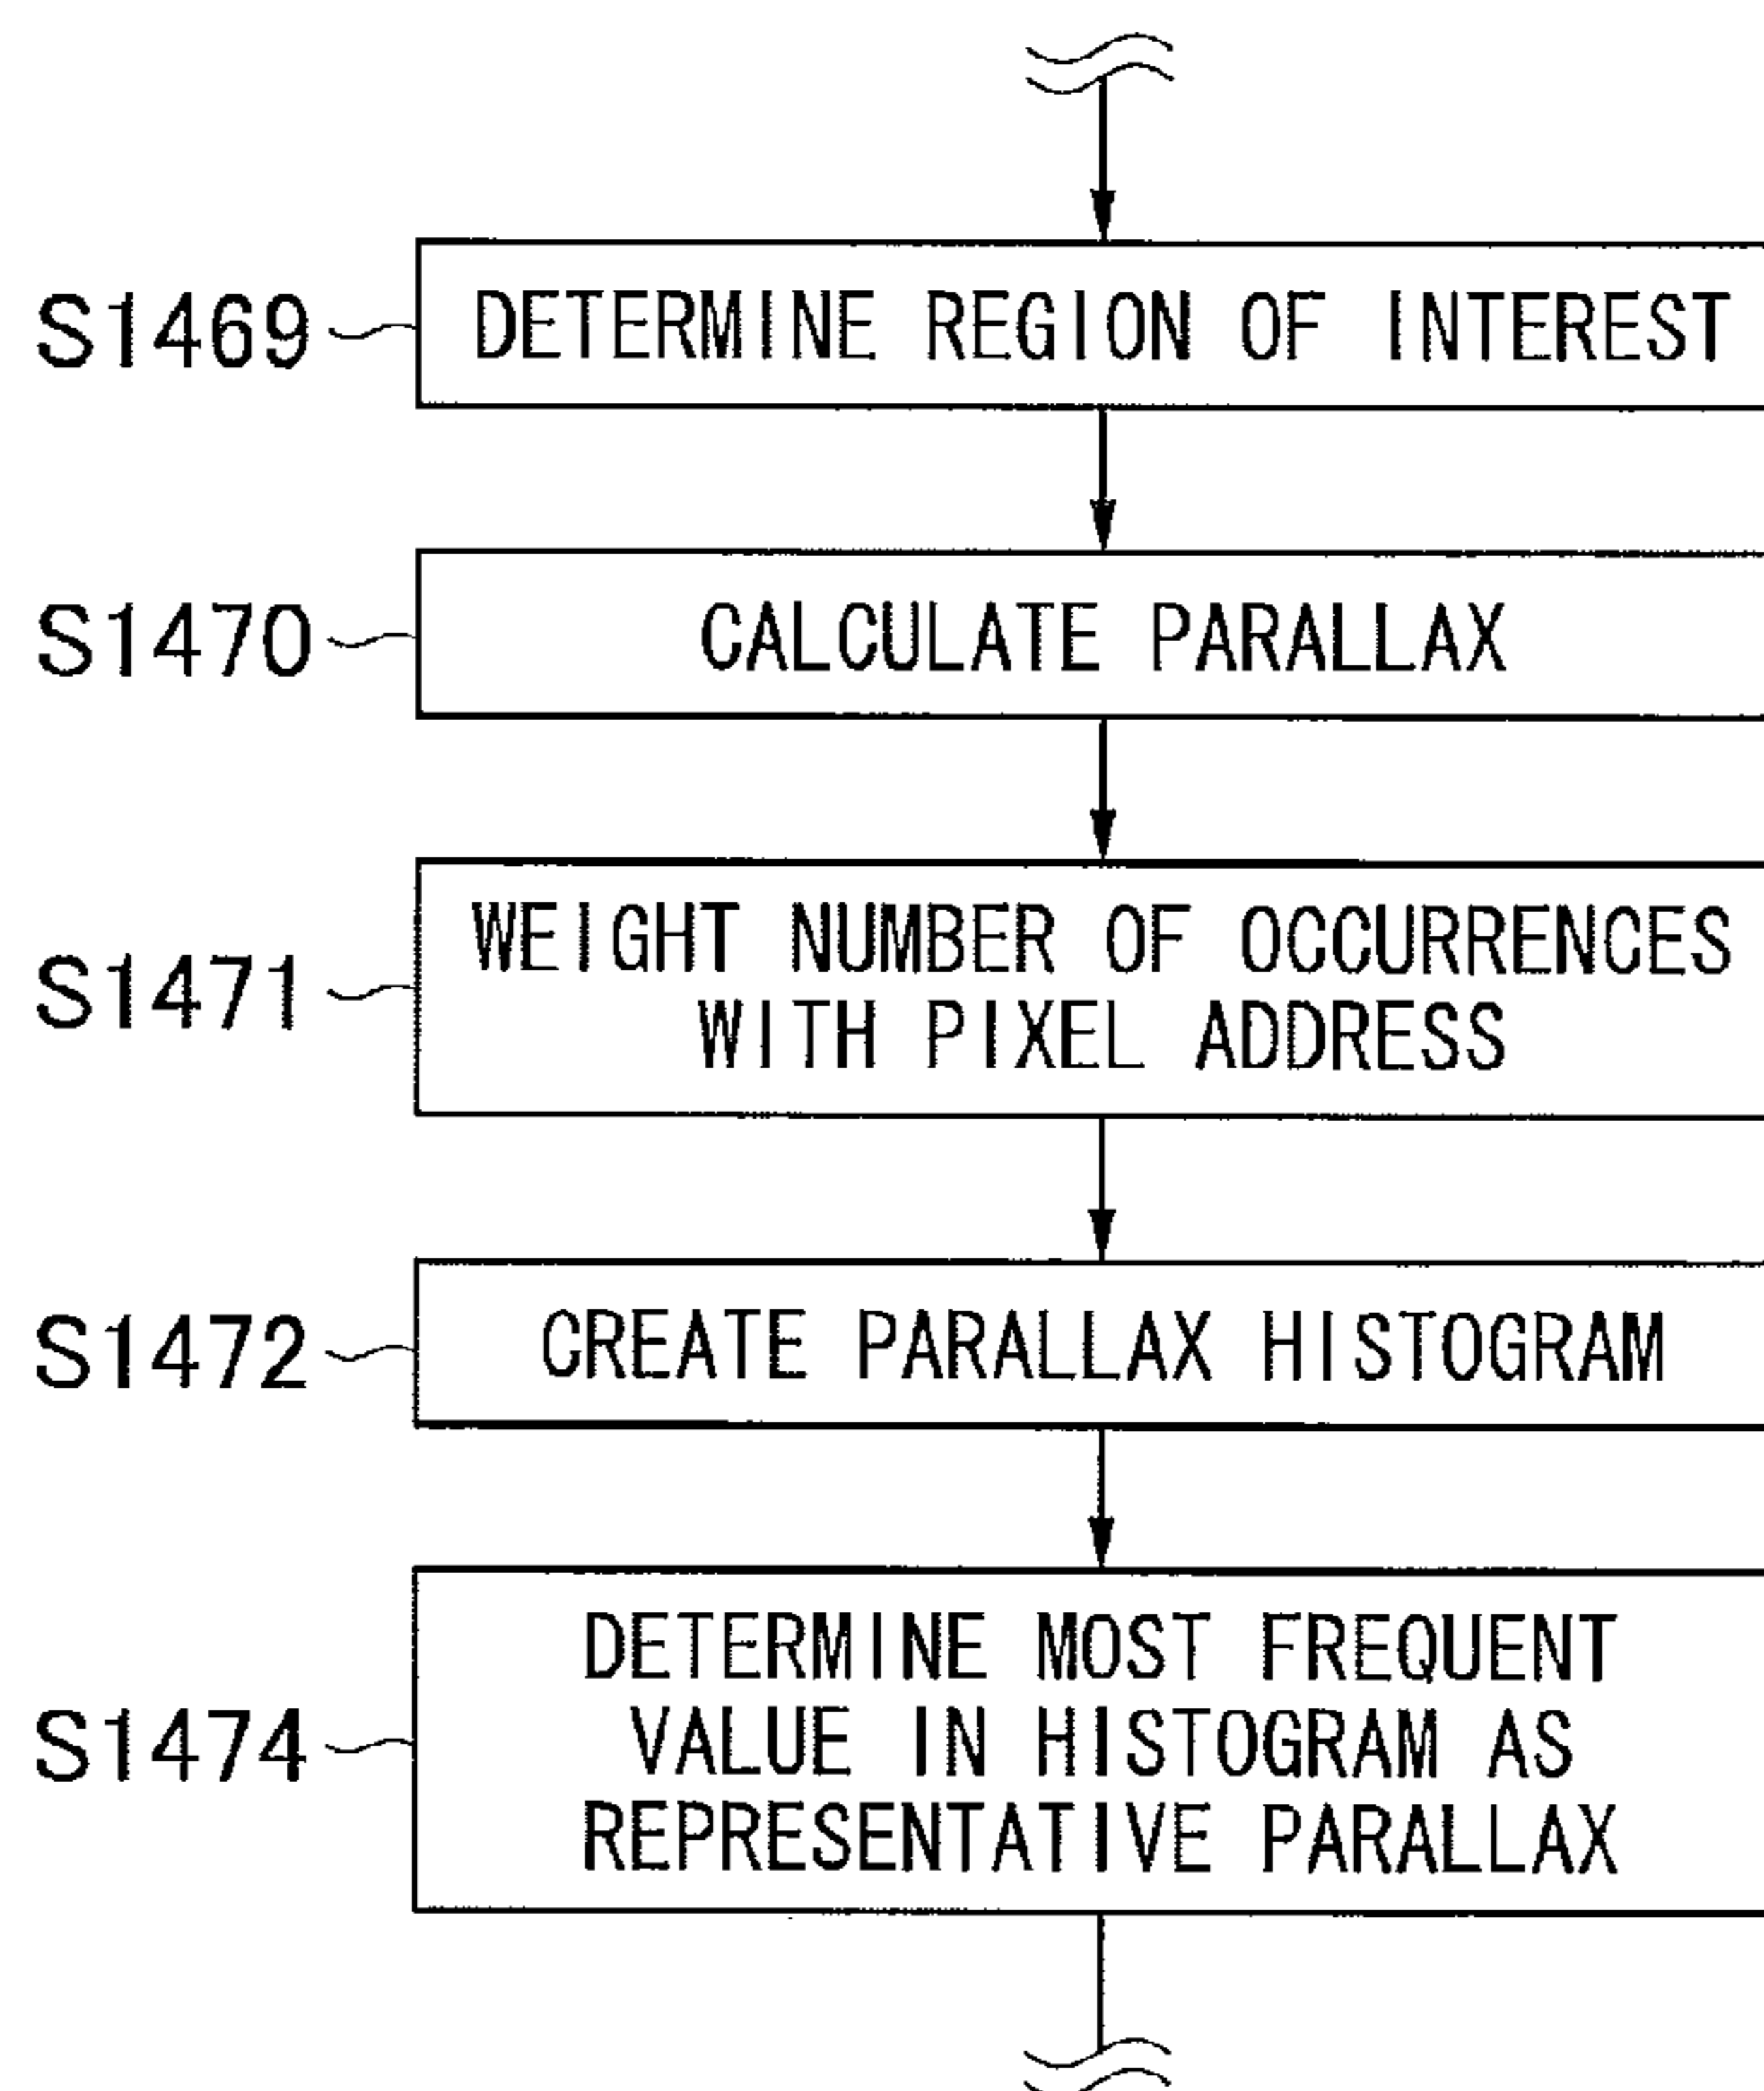 S1469
DETERMINE REGION OF INTEREST
S1470
CALCULATE PARALLAX
S1471
WEIGHT NUMBER OF OCCURRENCES
WITH PIXEL ADDRESS
S1472
CREATE PARALLAX HISTOGRAM
S1474
DETERMINE MOST FREQUENT
VALUE IN HISTOGRAM AS
REPRESENTATIVE PARALLAX